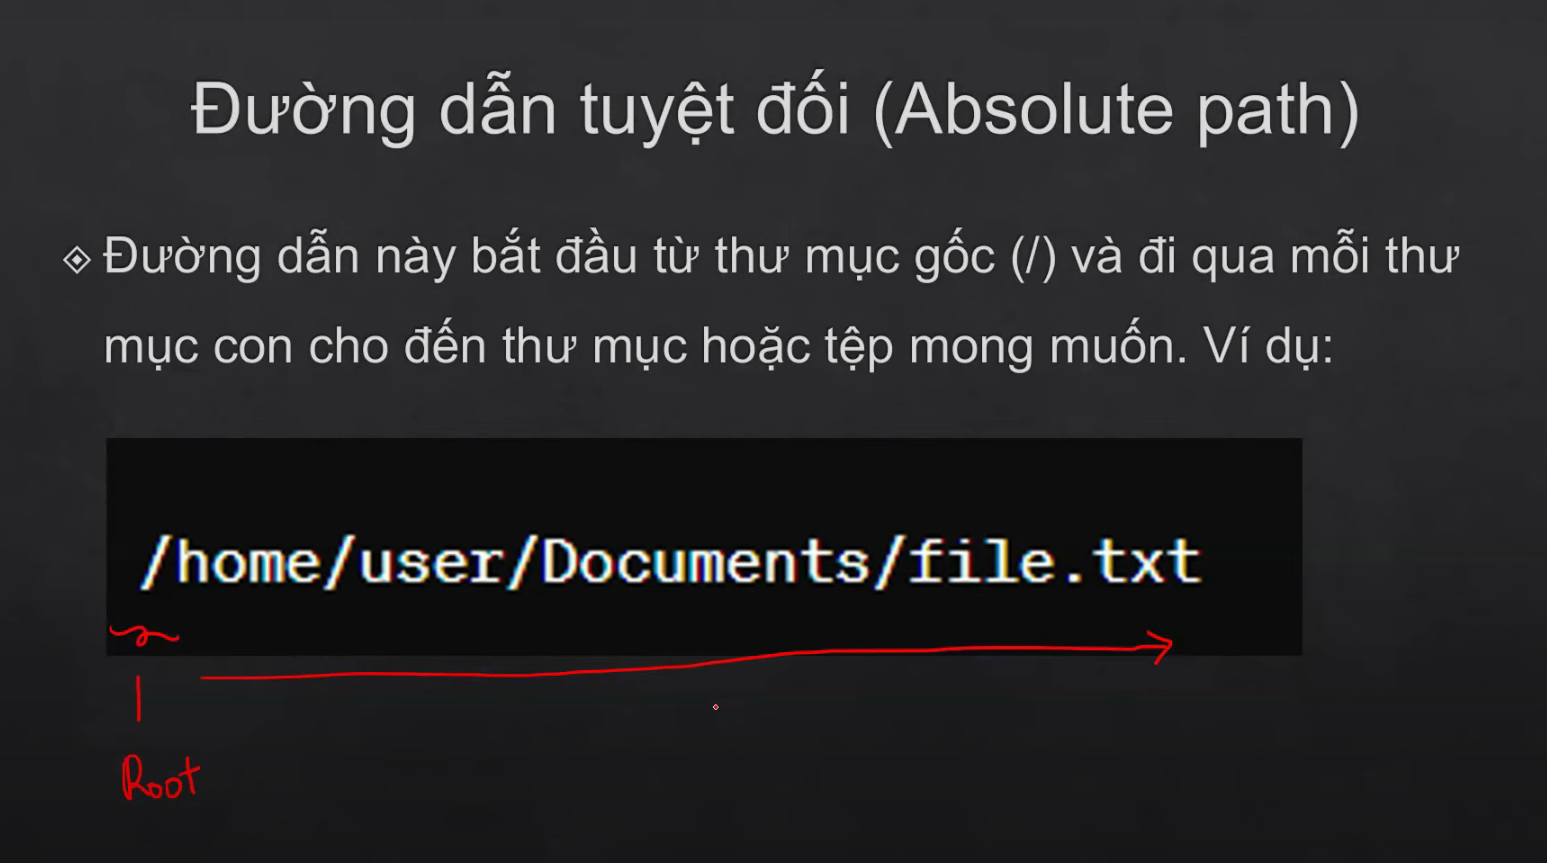 Đường dẫn tuyệt đối (Absolute path)
Đường dẫn này bắt đầu từ thư mục gốc (/) và đi qua mỗi thư
mục con cho đến thư mục hoặc tệp mong muốn. Ví dụ:
/home/user/Documents/file.txt
Root